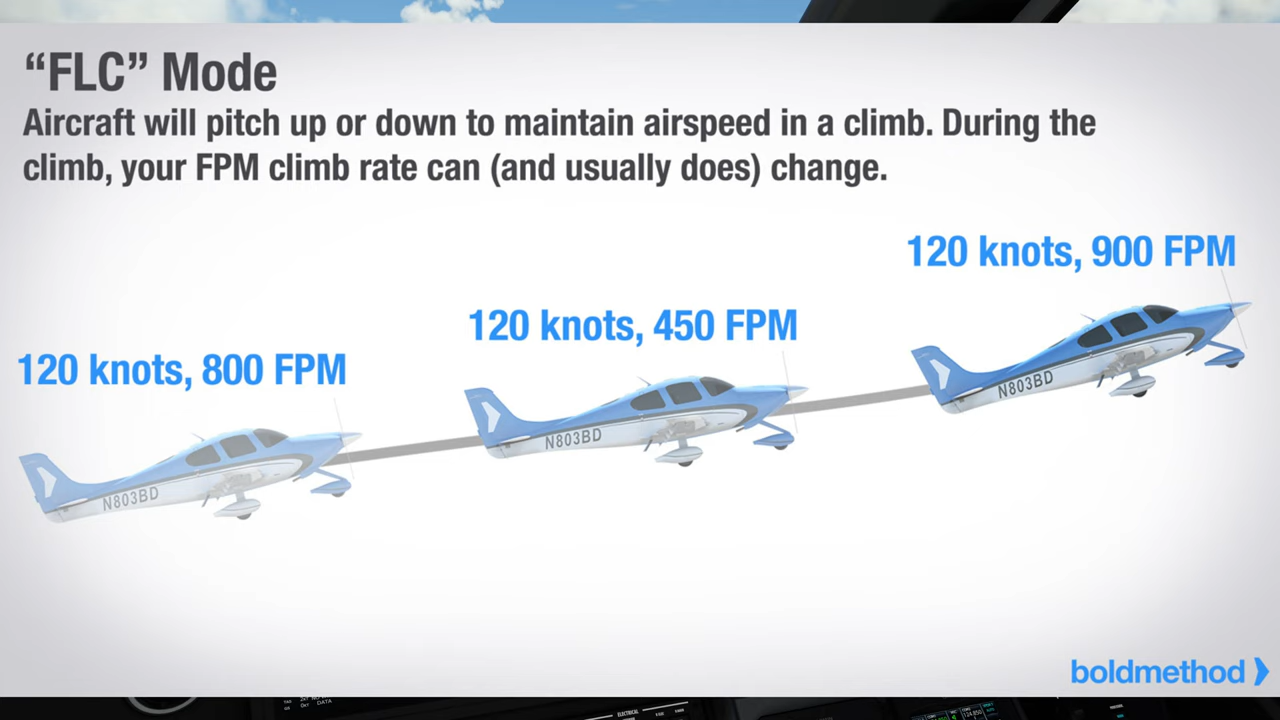 “FLC” Mode
Aircraft will pitch up or down to maintain airspeed in a climb. During the
climb, your FPM climb rate can (and usually does) change.
120 knots, 900 FPM
120 knots, 450 FPM
120 knots, 800 FPM
N803BD
N803BD
N803BD
boldmethod
DATA
ELECTRICAL